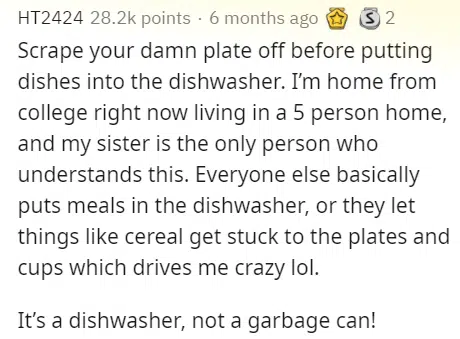 HT2424 28.2k points · 6 months ago S 2
Scrape your damn plate off before putting
dishes into the dishwasher. I’m home from
college right now living in a 5 person home,
and my sister is the only person who
understands this. Everyone else basically
puts meals in the dishwasher, or they let
things like cereal get stuck to the plates and
cups which drives me crazy lol.
It’s a dishwasher, not a garbage can!